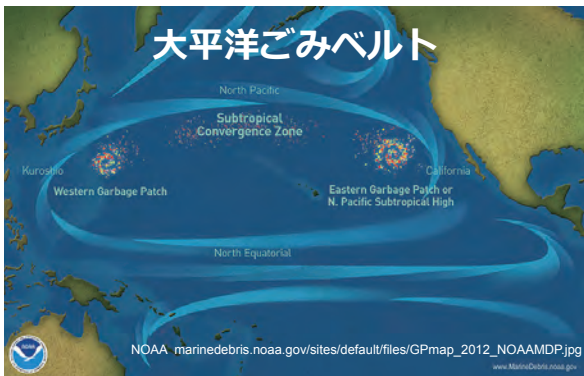 大平洋ごみベルト
North Pacific
Subtropical
Convergence Zone
Kuroshio
California
Western Garbage Patch
Eastern Garbage Patch or
N. Pacific Subtropical High
North Equatorial
NOAA
NOAA marinedebris.noaa.gov/sites/default/files/GPmap_2012_NOAAMDP.jpg
www.MarineDebris.noaa.gov